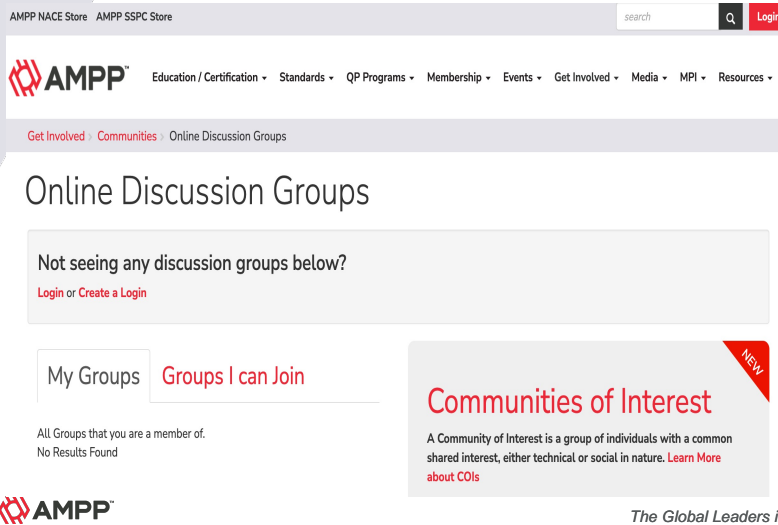 AMPP NACE Store AMPP SSPC Store
search
Login
AMPP™
Education / Certification Standards QP Programs Membership Events Get Involved Media MPI Resources
Get Involved Communities Online Discussion Groups
Online Discussion Groups
Not seeing any discussion groups below?
Login or Create a Login
My Groups Groups I can Join
All Groups that you are a member of.
No Results Found
NEW
Communities of Interest
A Community of Interest is a group of individuals with a common
shared interest, either technical or social in nature. Learn More
about COIs
AMPP™
The Global Leaders i